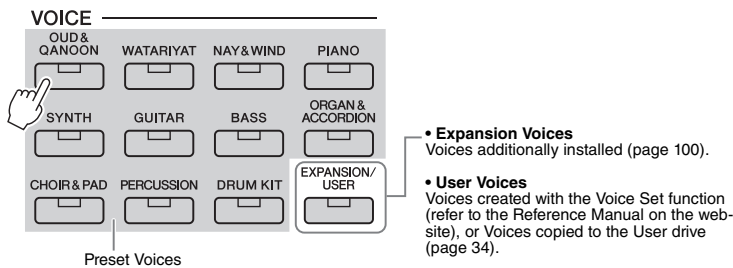 VOICE
OUD &
QANOON
WATARIYAT
NAY & WIND
PIANO
SYNTH
GUITAR
BASS
ORGAN &
ACCORDION
CHOIR & PAD
PERCUSSION
DRUM KIT
EXPANSION/
USER
Preset Voices
• Expansion Voices
Voices additionally installed (page 100).
• User Voices
Voices created with the Voice Set function
(refer to the Reference Manual on the web-
site), or Voices copied to the User drive
(page 34).